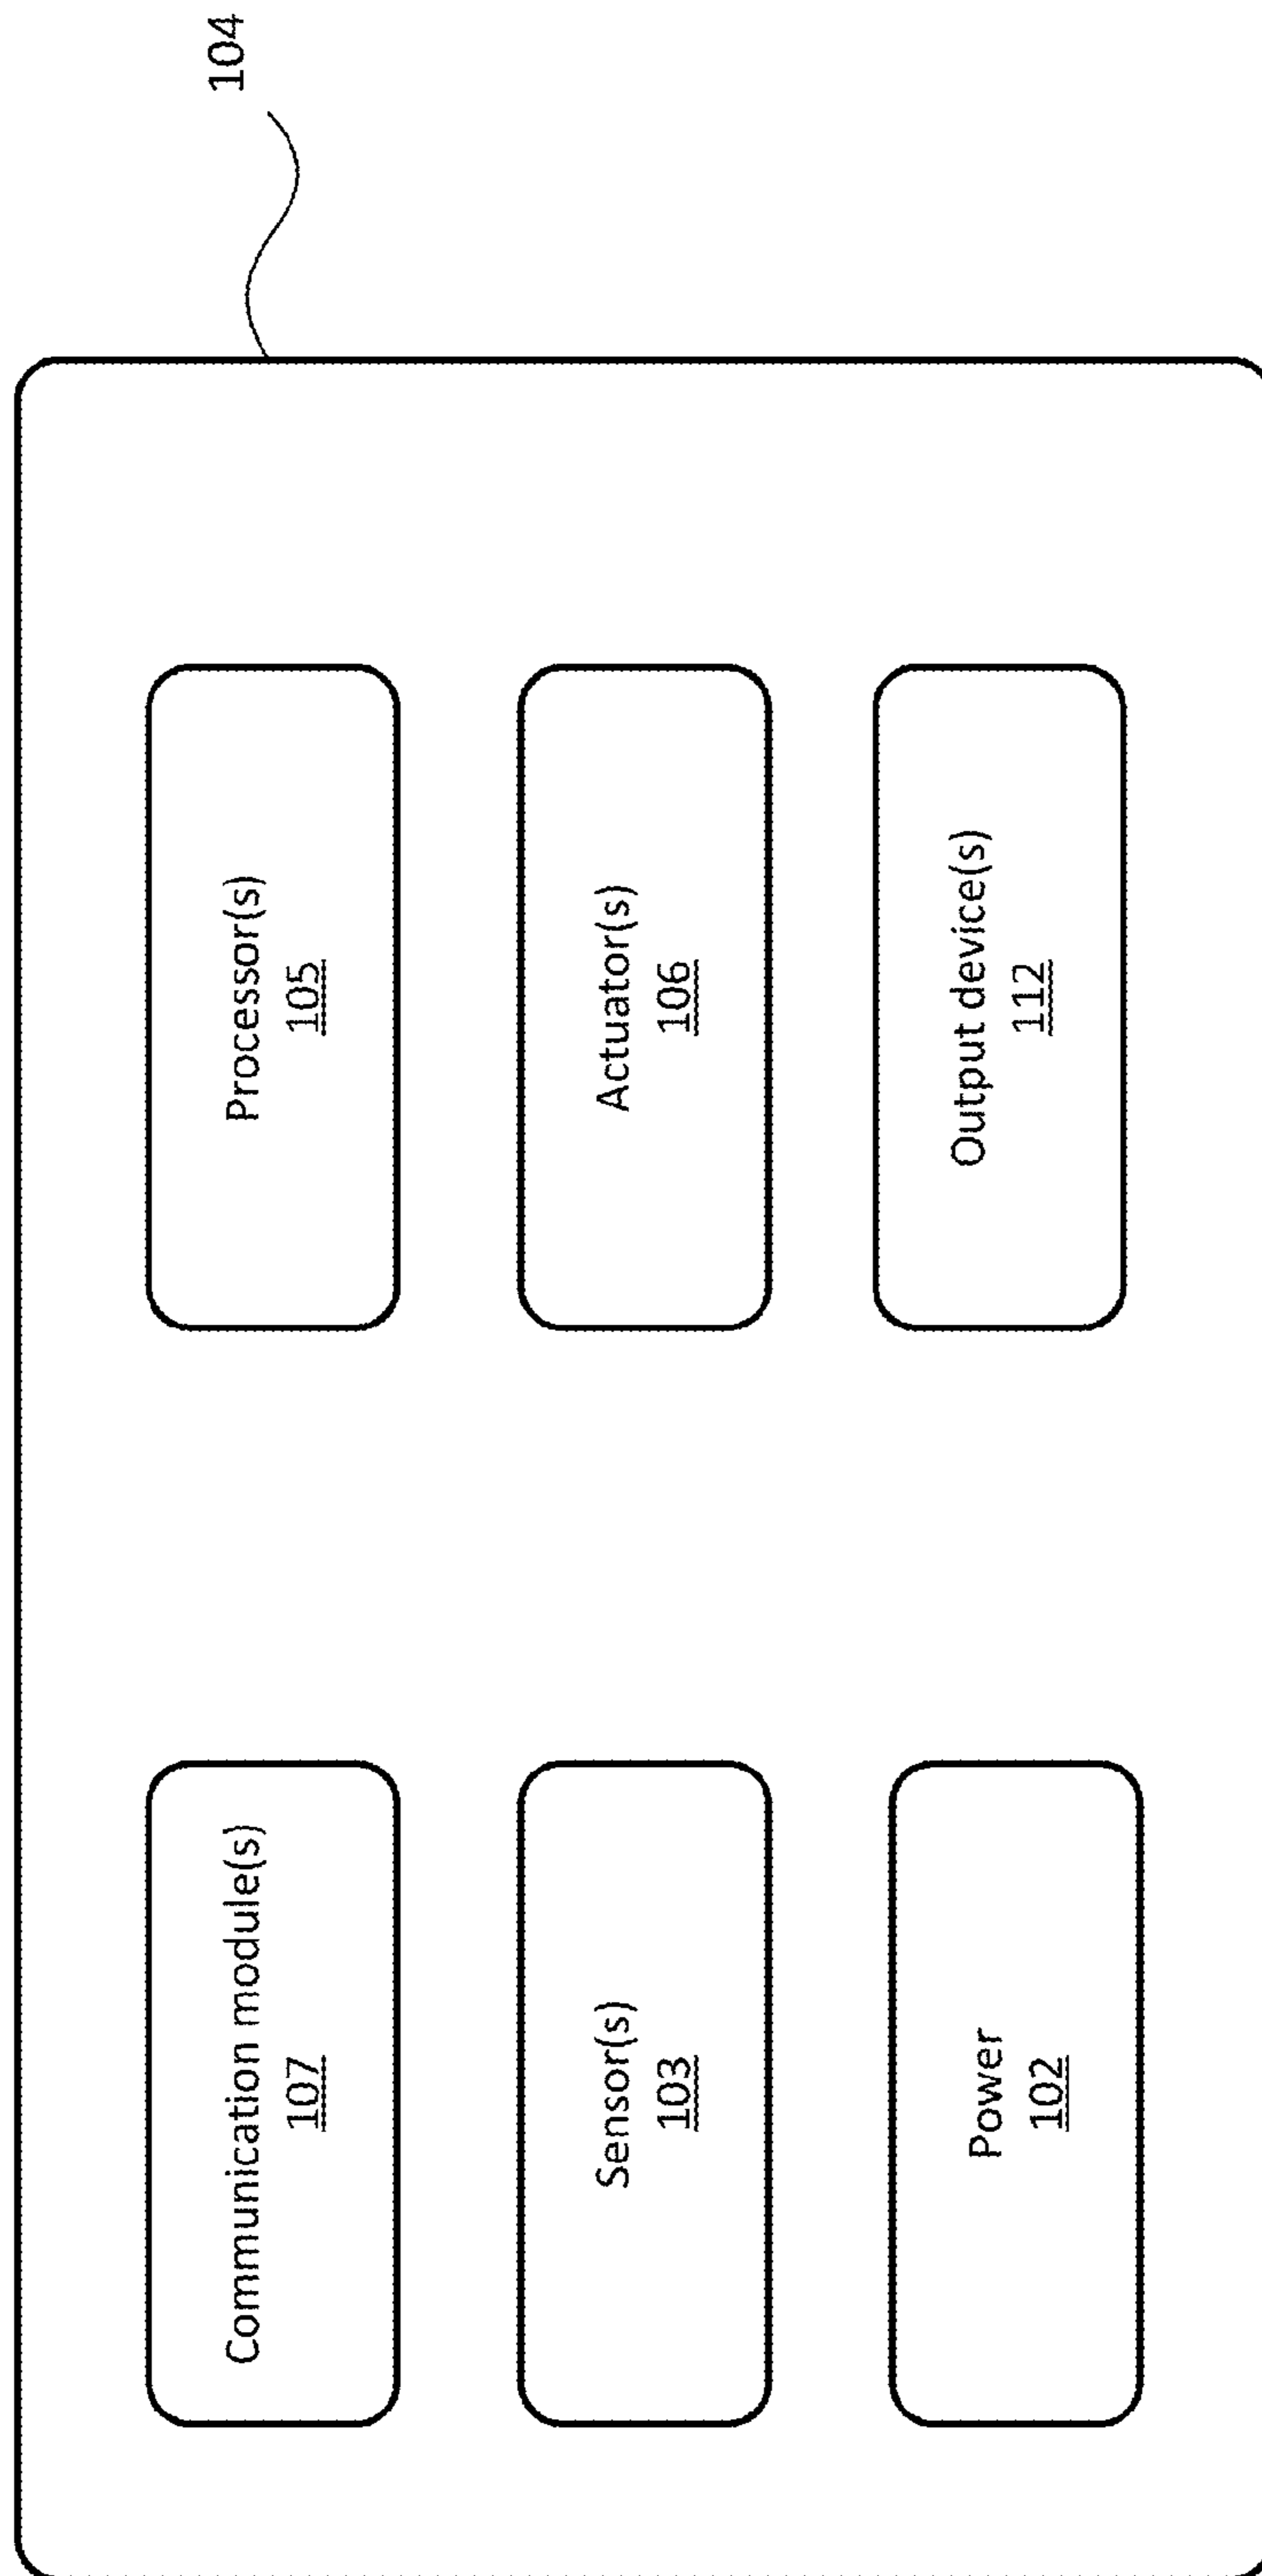 104
Communication module(s)
107
Processor(s)
105
Sensor(s)
103
Actuator(s)
106
Power
102
Output device(s)
112